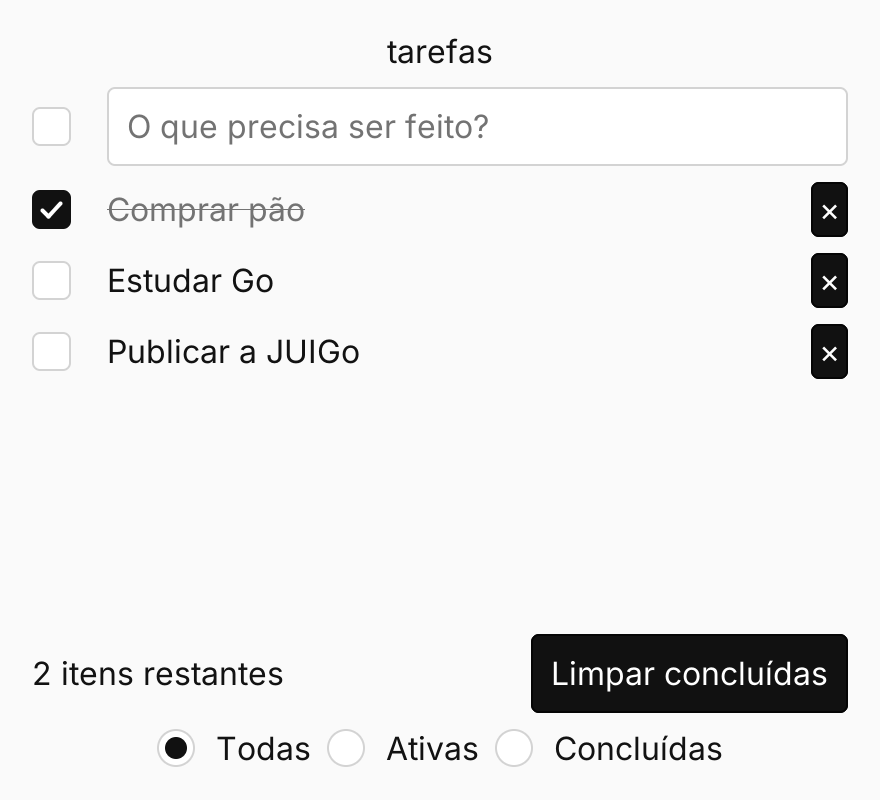 tarefas
O que precisa ser feito?
Comprar pão ×
Estudar Go ×
Publicar a JUIGo ×
2 itens restantes Limpar concluídas
Todas Ativas Concluídas